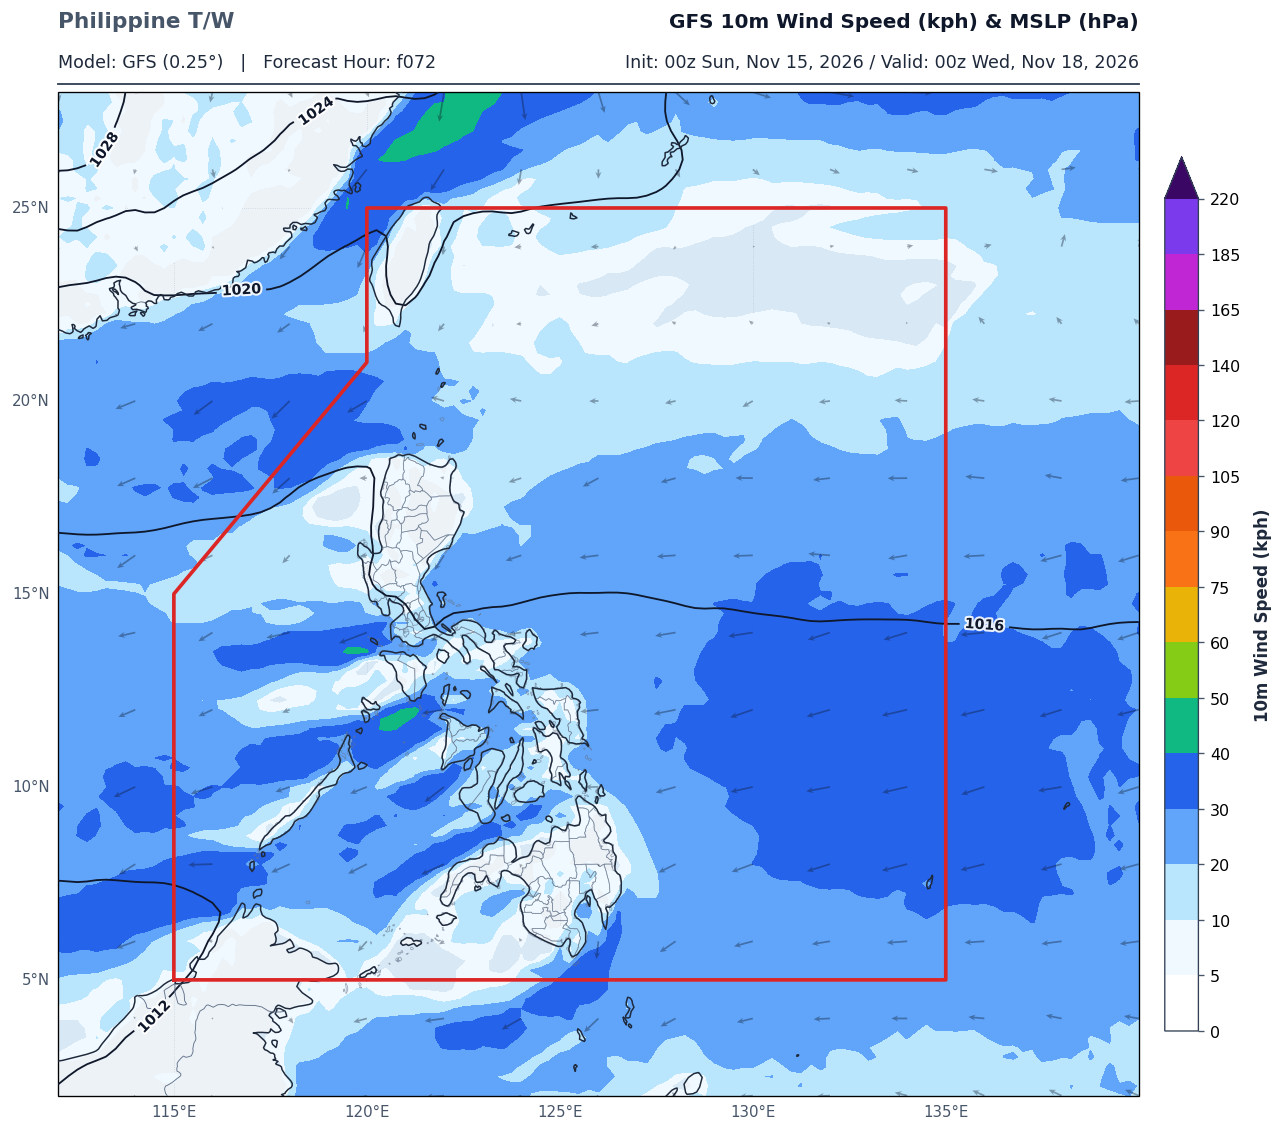 Philippine T/W
GFS 10m Wind Speed (kph) & MSLP (hPa)
Model: GFS (0.25°)   |   Forecast Hour: f072
Init: 00z Sun, Nov 15, 2026 / Valid: 00z Wed, Nov 18, 2026
1028
1024
1020
1016
1012
25°N
20°N
15°N
10°N
5°N
115°E
120°E
125°E
130°E
135°E
220
185
165
140
120
105
90
75
60
50
40
30
20
10
5
0
10m Wind Speed (kph)